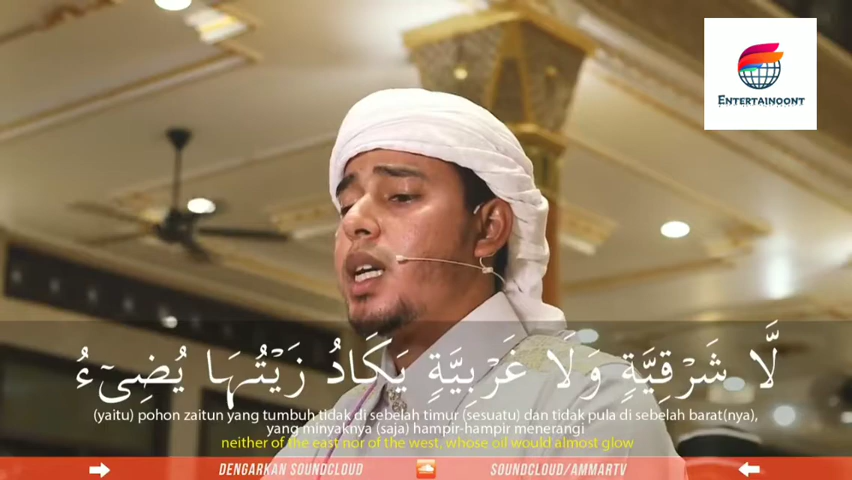 ENTERTAINOONT
لَّا شَرْقِيَّةٍ وَلَا غَرْبِيَّةٍ يَكَادُ زَيْتُهَا يُضِىٓءُ
(yaitu) pohon zaitun yang tumbuh tidak di sebelah timur (sesuatu) dan tidak pula di sebelah barat(nya),
yang minyaknya (saja) hampir-hampir menerangi
neither of the east nor of the west, whose oil would almost glow
DENGARKAN SOUNDCLOUD SOUNDCLOUD/AMMARTV